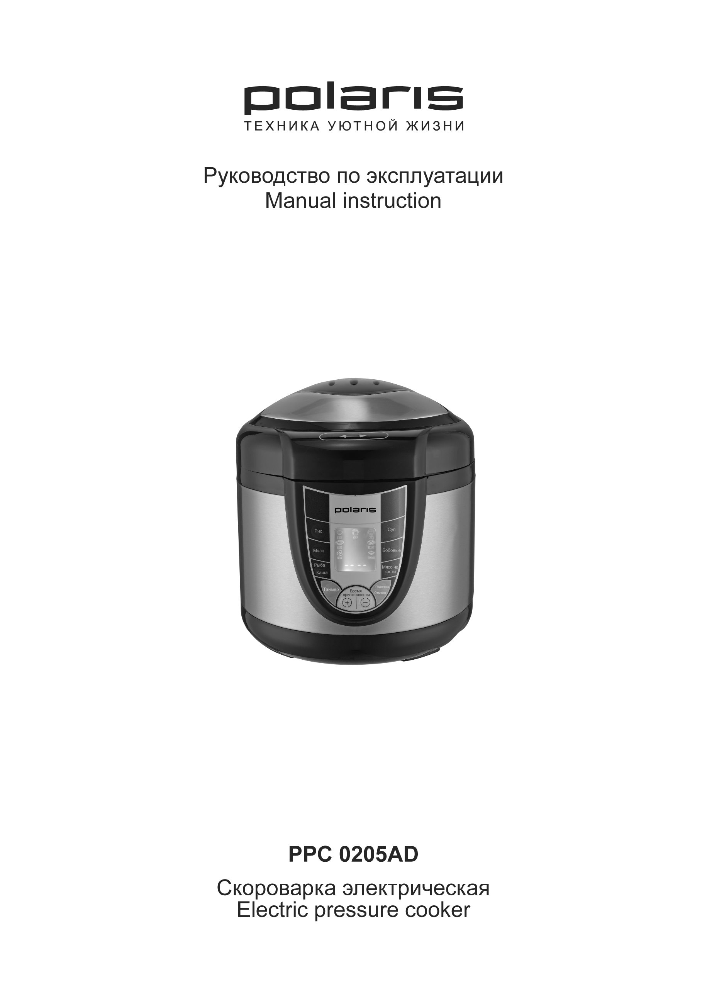 polaris
ТЕХНИКА УЮТНОЙ ЖИЗНИ
Руководство по эксплуатации
Manual instruction
polaris
Рис
Суп
Мясо
Бобовые
Рыба
Каша
Мясо на
кости
Таймер
Время
приготовления
Подогрев
Отмена
PPC 0205AD
Скороварка электрическая
Electric pressure cooker